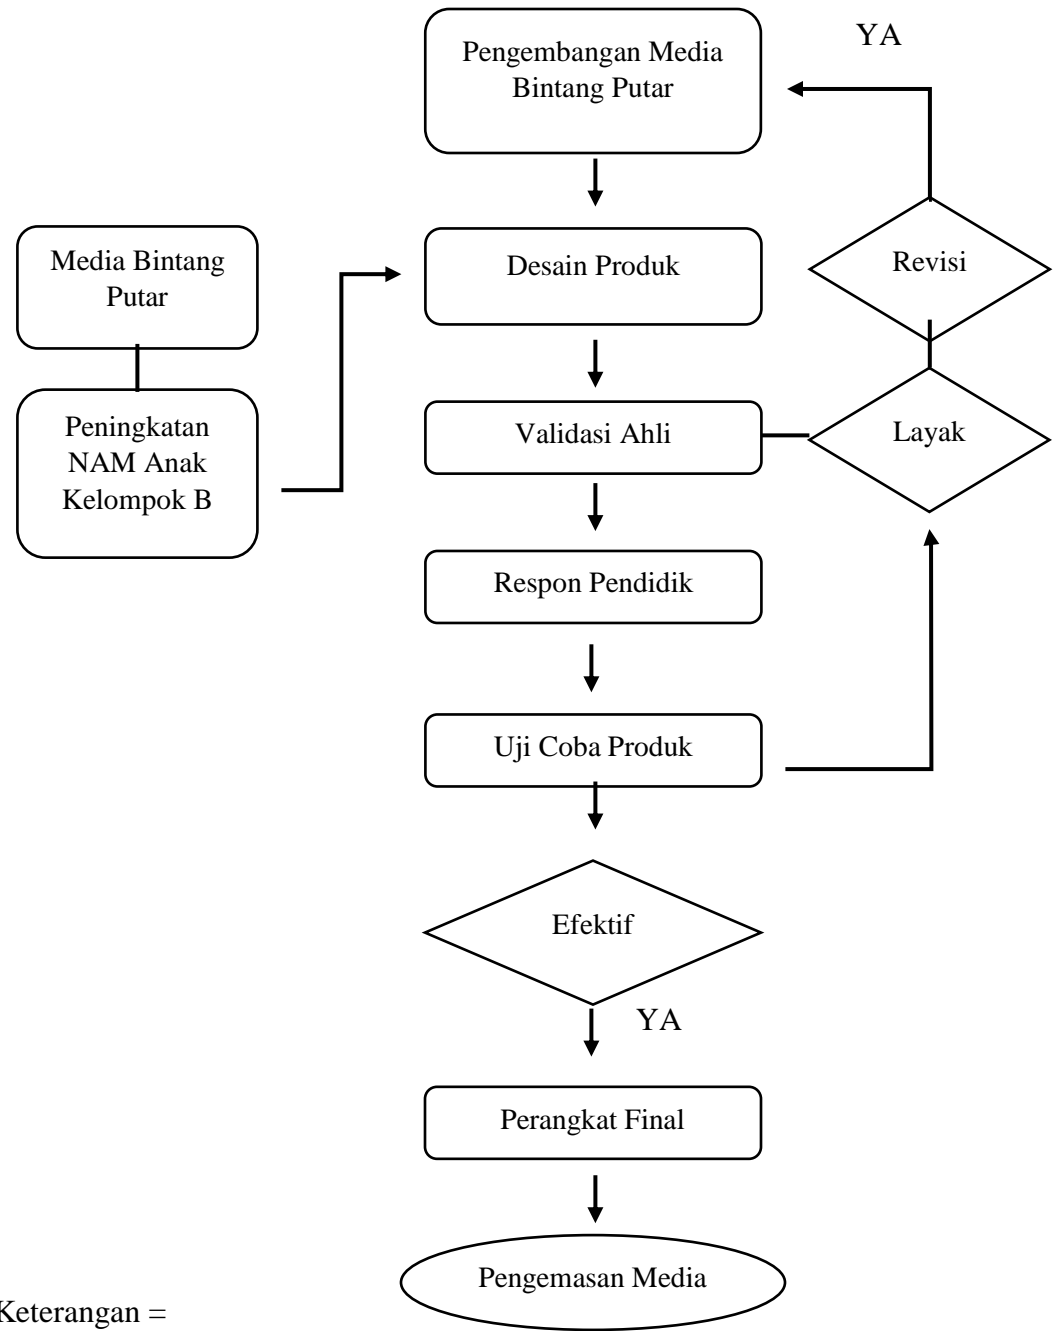 Pengembangan Media
Bintang Putar
YA
Media Bintang
Putar
Desain Produk
Revisi
Peningkatan
NAM Anak
Kelompok B
Validasi Ahli
Layak
Respon Pendidik
Uji Coba Produk
Efektif
YA
Perangkat Final
Pengemasan Media
Keterangan =